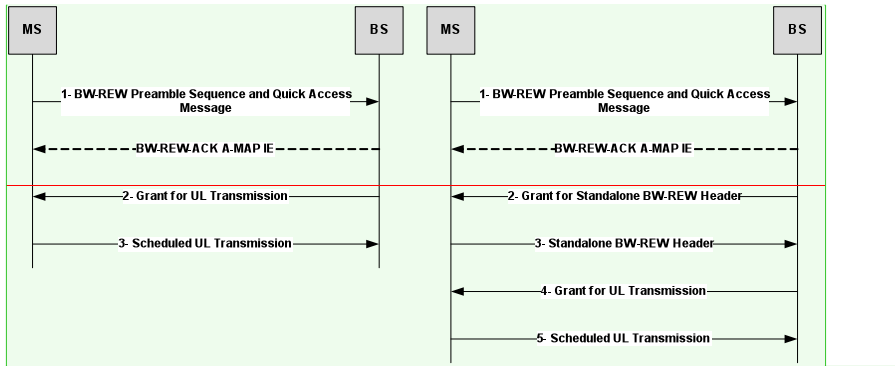 MS
BS
MS
BS
1- BW-REW Preamble Sequence and Quick Access
Message
1- BW-REW Preamble Sequence and Quick Access
Message
BW-REW-ACK A-MAP IE
BW-REW-ACK A-MAP IE
2- Grant for UL Transmission
2- Grant for Standalone BW-REW Header
3- Scheduled UL Transmission
3- Standalone BW-REW Header
4- Grant for UL Transmission
5- Scheduled UL Transmission